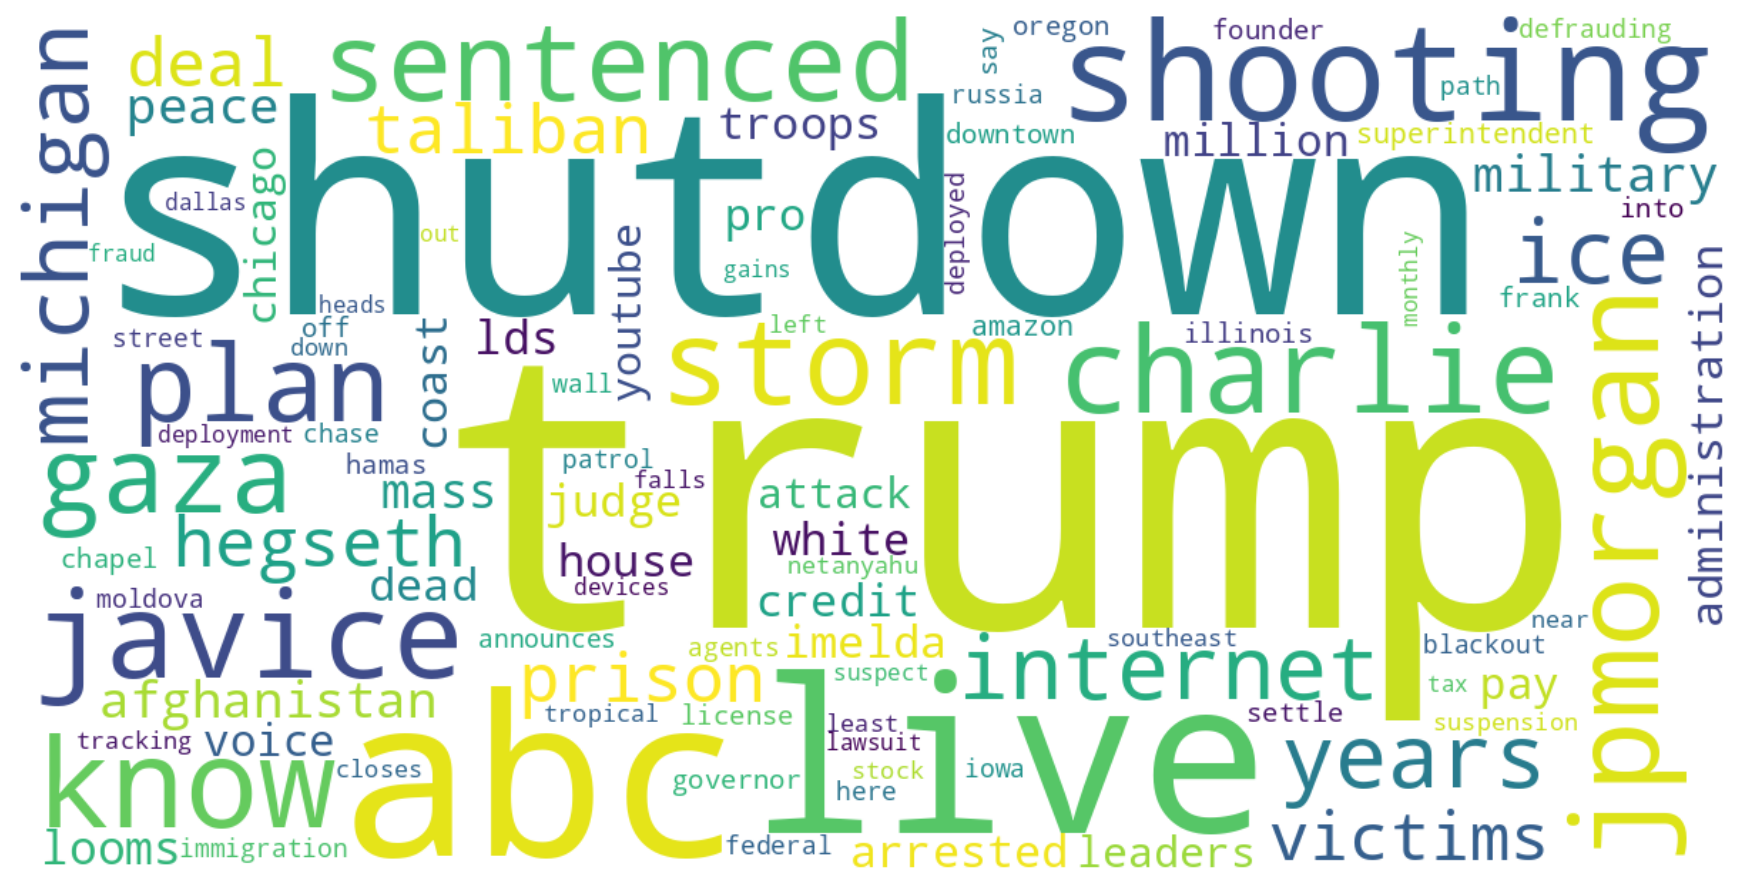 michigan
deal
sentenced
say
oregon
founder
shooting
defrauding
peace
taliban
troops
russia
path
downtown
million
superintendent
shutdown
military
chicago
dallas
pro
deployed
into
fraud
out
youtube
gains
monthly
ice
frank
administration
heads
off
down
street
coast
lds
left
amazon
illinois
jpmorgan
plan
wall
storm
charlie
deployment
chase
trump
gaza
hamas
mass
patrol
falls
judge
attack
hegseth
white
house
chapel
netanyahu
dead
devices
credit
moldova
javice
announces
agents
imelda
southeast
near
blackout
prison
suspect
internet
tax
pay
afghanistan
tropical
license
least
lawsuit
live
settle
suspension
tracking
voice
know
closes
abc
governor
stock
here
iowa
years
looms
immigration
federal
arrested
leaders
victims